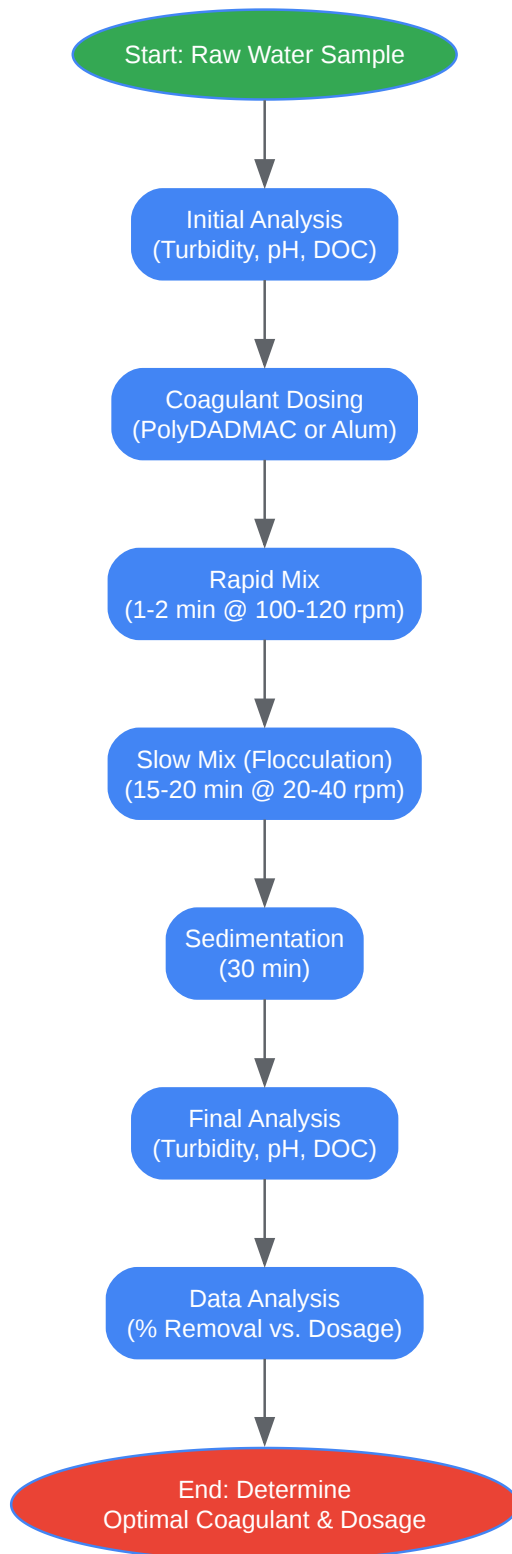 Start: Raw Water Sample
Initial Analysis
(Turbidity, pH, DOC)
Coagulant Dosing
(PolyDADMAC or Alum)
Rapid Mix
(1-2 min @ 100-120 rpm)
Slow Mix (Flocculation)
(15-20 min @ 20-40 rpm)
Sedimentation
(30 min)
Final Analysis
(Turbidity, pH, DOC)
Data Analysis
(% Removal vs. Dosage)
End: Determine
Optimal Coagulant & Dosage